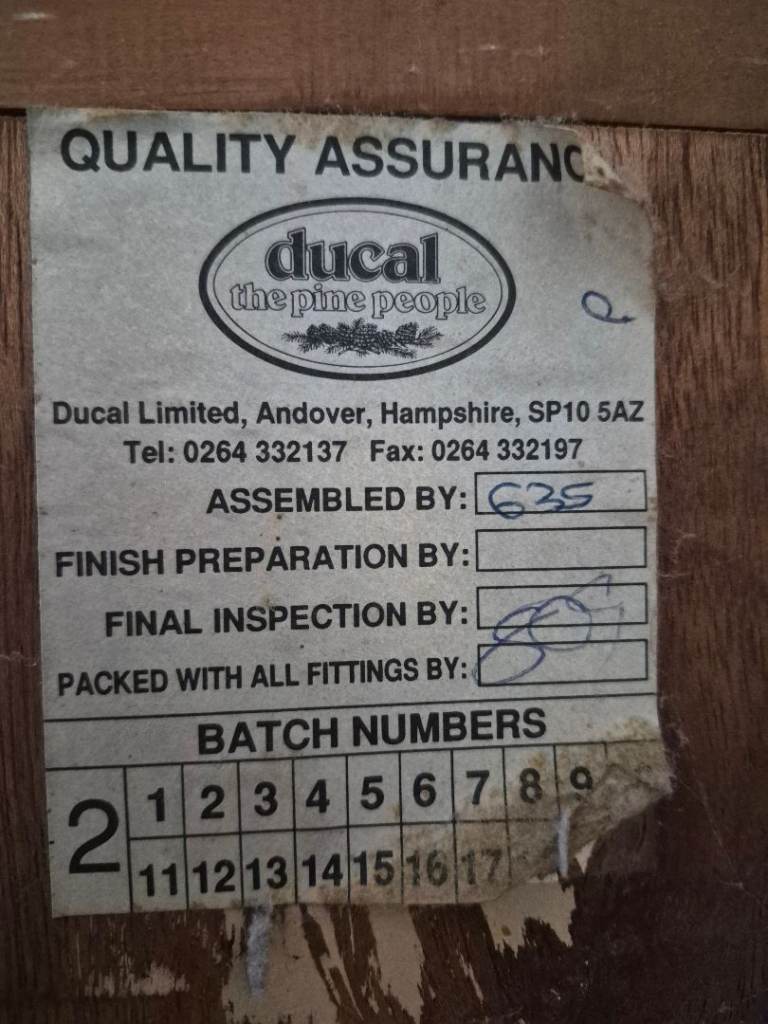 QUALITY ASSURANC
ducal
the pine people
Ducal Limited, Andover, Hampshire, SP10 5AZ
Tel: 0264 332137 Fax: 0264 332197
ASSEMBLED BY: 635
FINISH PREPARATION BY:
FINAL INSPECTION BY:
PACKED WITH ALL FITTINGS BY:
BATCH NUMBERS
2 1 2 3 4 5 6 7 8 9
11 12 13 14 15 16 17